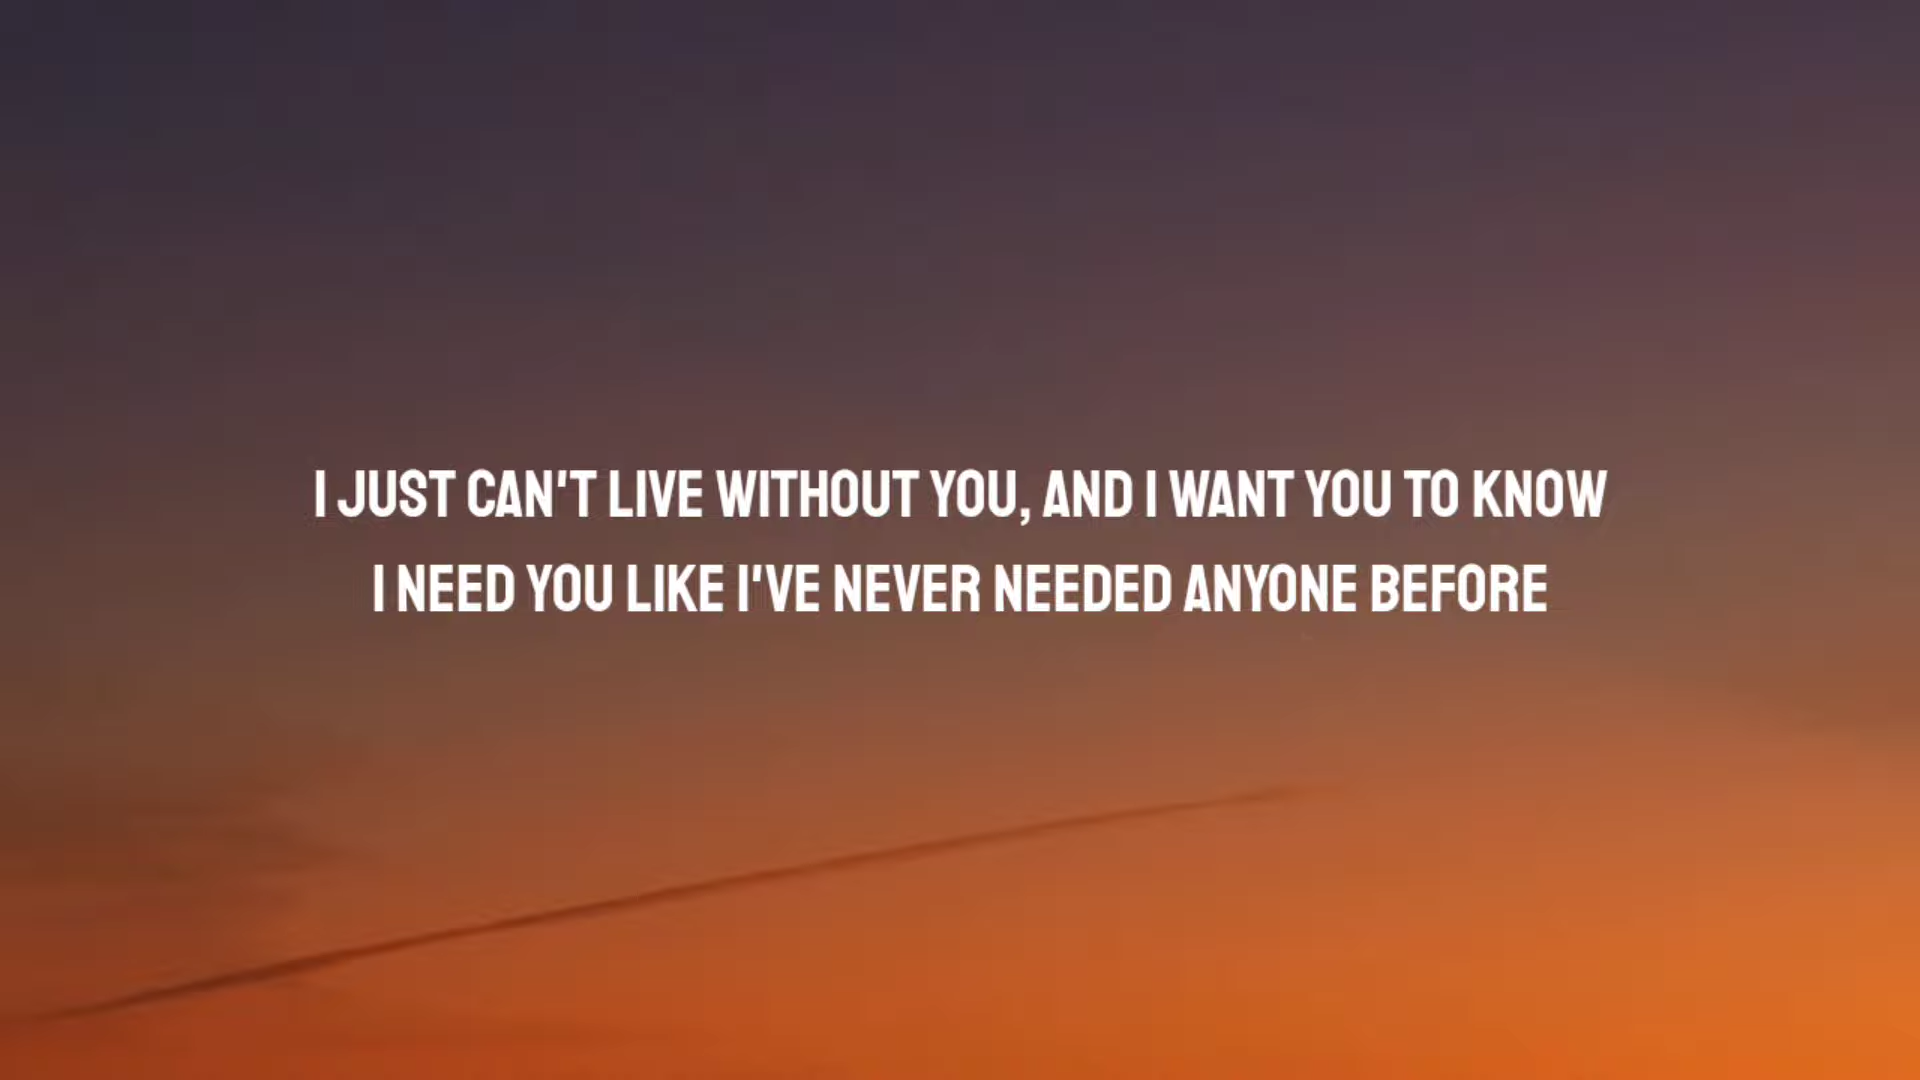 I JUST CAN'T LIVE WITHOUT YOU, AND I WANT YOU TO KNOW
I NEED YOU LIKE I'VE NEVER NEEDED ANYONE BEFORE